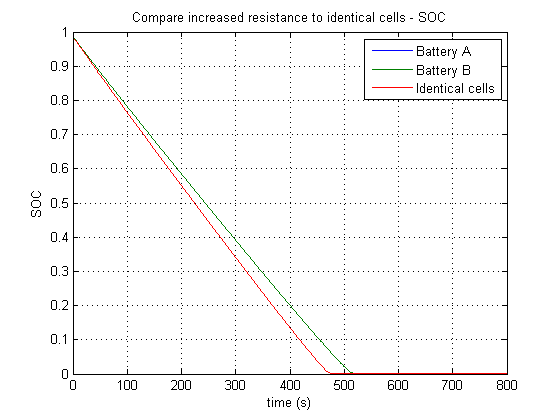 Compare increased resistance to identical cells - SOC
1
0.9
0.8
0.7
0.6
0.5
0.4
0.3
0.2
0.1
0
SOC
Battery A
Battery B
Identical cells
0 100 200 300 400 500 600 700 800
time (s)